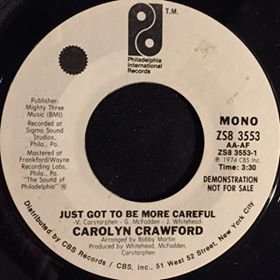 T.M.
Philadelphia
International
Records
Publisher:
Mighty Three
Music (BMI)
Recorded at
Sigma Sound
Studios,
Phila., Pa.
Mastered at
Frankford/Wayne
Recording Labs,
Phila., Pa.
"The Sound of
Philadelphia"
MONO
ZS8 3553
AA-AF
ZSB 3553-1
℗ 1974 CBS Inc.
Time: 3:30
DEMONSTRATION
NOT FOR SALE
JUST GOT TO BE MORE CAREFUL
- V. Carstarphen - G. McFadden - J. Whitehead-
CAROLYN CRAWFORD
Arranged by Bobby Martin
Produced by Whitehead, McFadden,
Carstarphen
Distributed by CBS Records, CBS, Inc. 51 West 52 Street, New York City